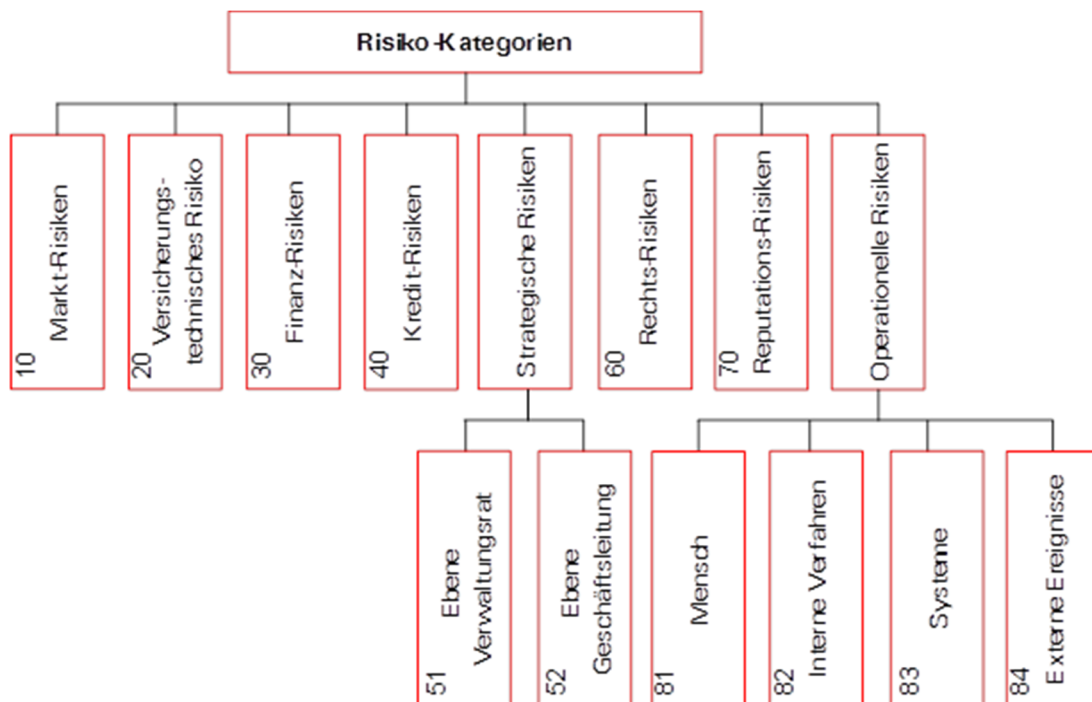 Risiko-Kategorien
10
Markt-Risiken
20
Versicherungs-
technisches Risiko
30
Finanz-Risiken
40
Kredit-Risiken
Strategische Risiken
60
Rechts-Risiken
70
Reputations-Risiken
Operationelle Risiken
51
Ebene
Verwaltungsrat
52
Ebene
Geschäftsleitung
81
Mensch
82
Interne Verfahren
83
Systeme
84
Externe Ereignisse